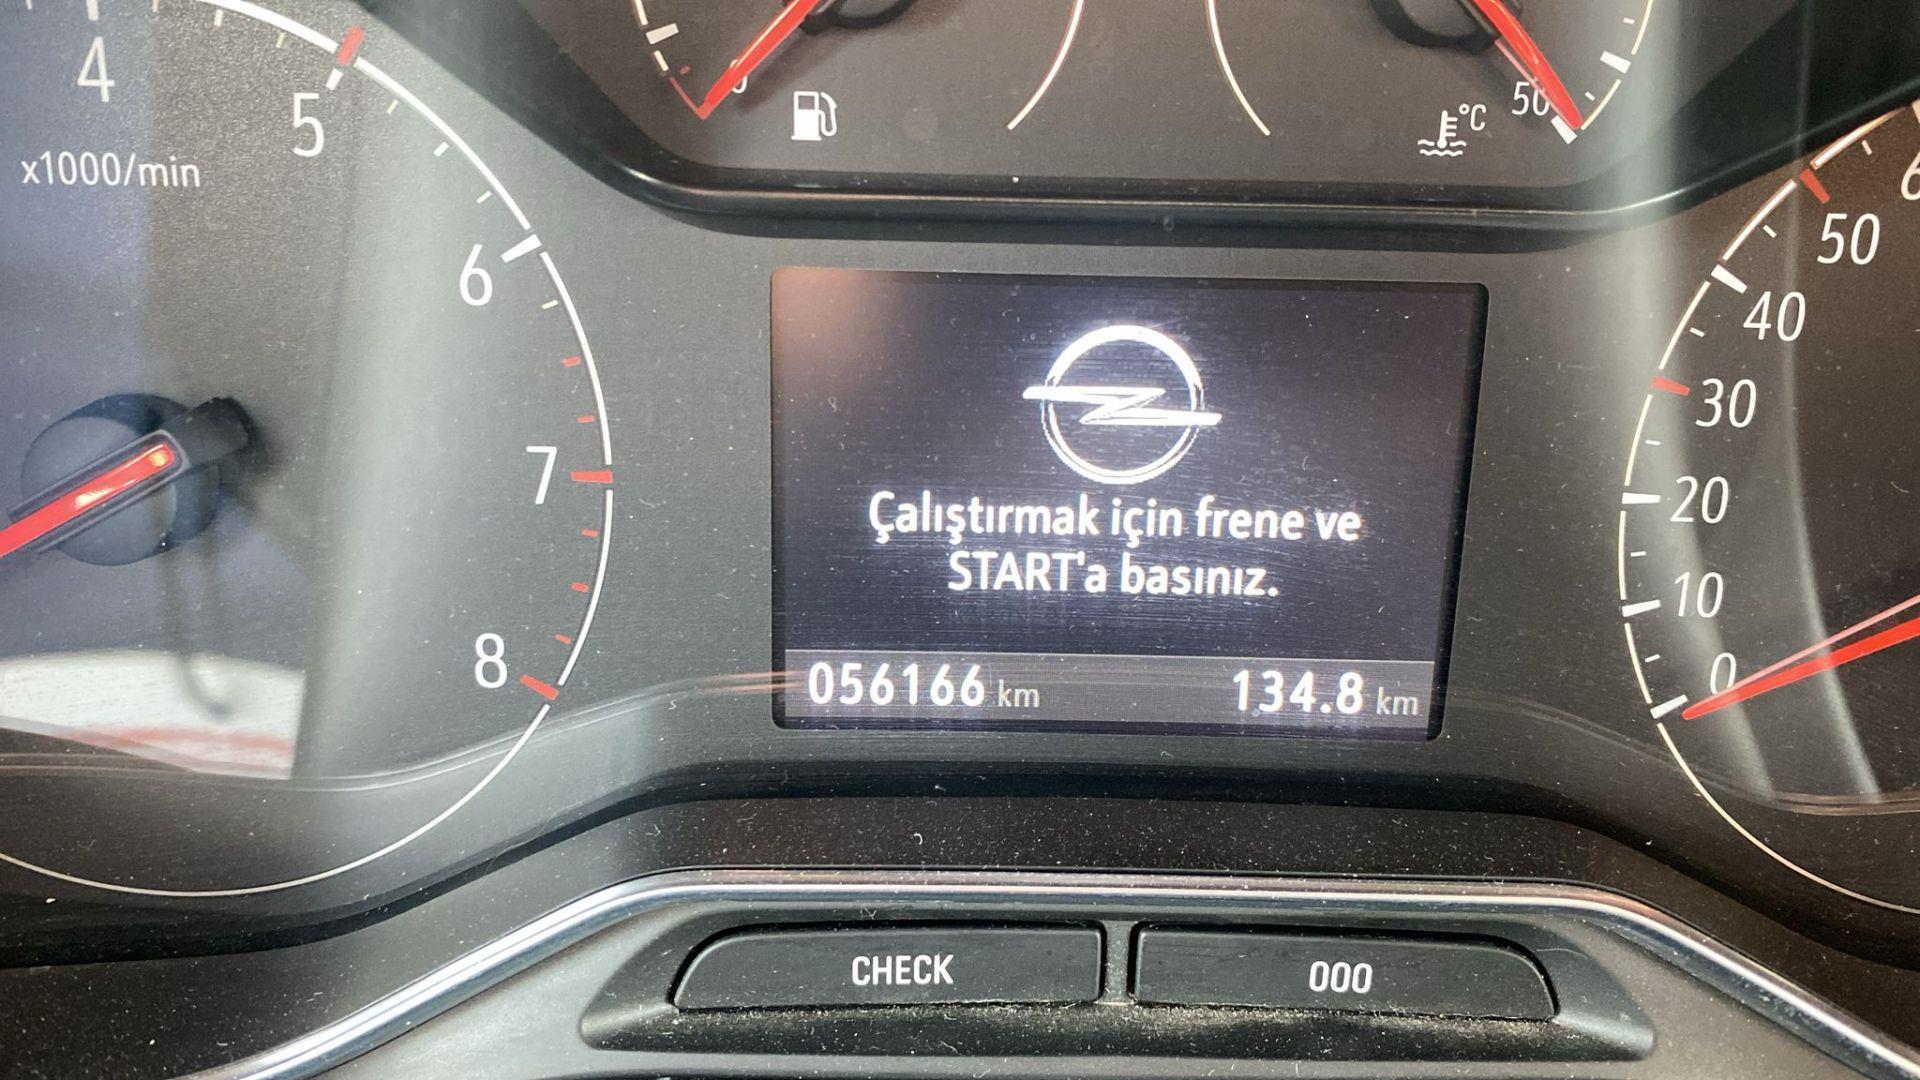 4
5
x1000/min
6
7
8
0
50
°C
Çalıştırmak için frene ve
START'a basınız.
056166 km 134.8 km
50
40
30
20
10
0
CHECK
000